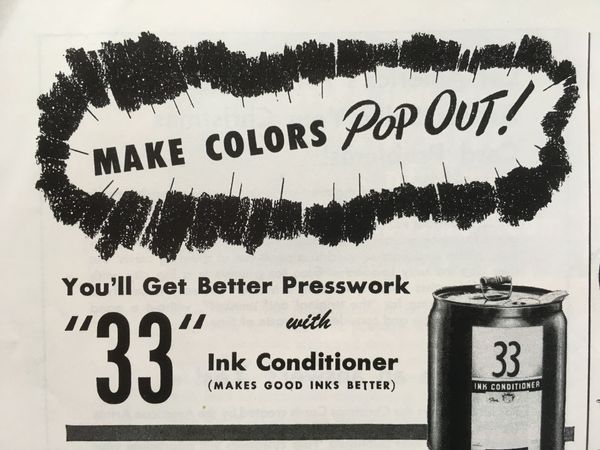 MAKE COLORS POP OUT!
You'll Get Better Presswork
"33" with
Ink Conditioner
(MAKES GOOD INKS BETTER)
33
INK CONDITIONER